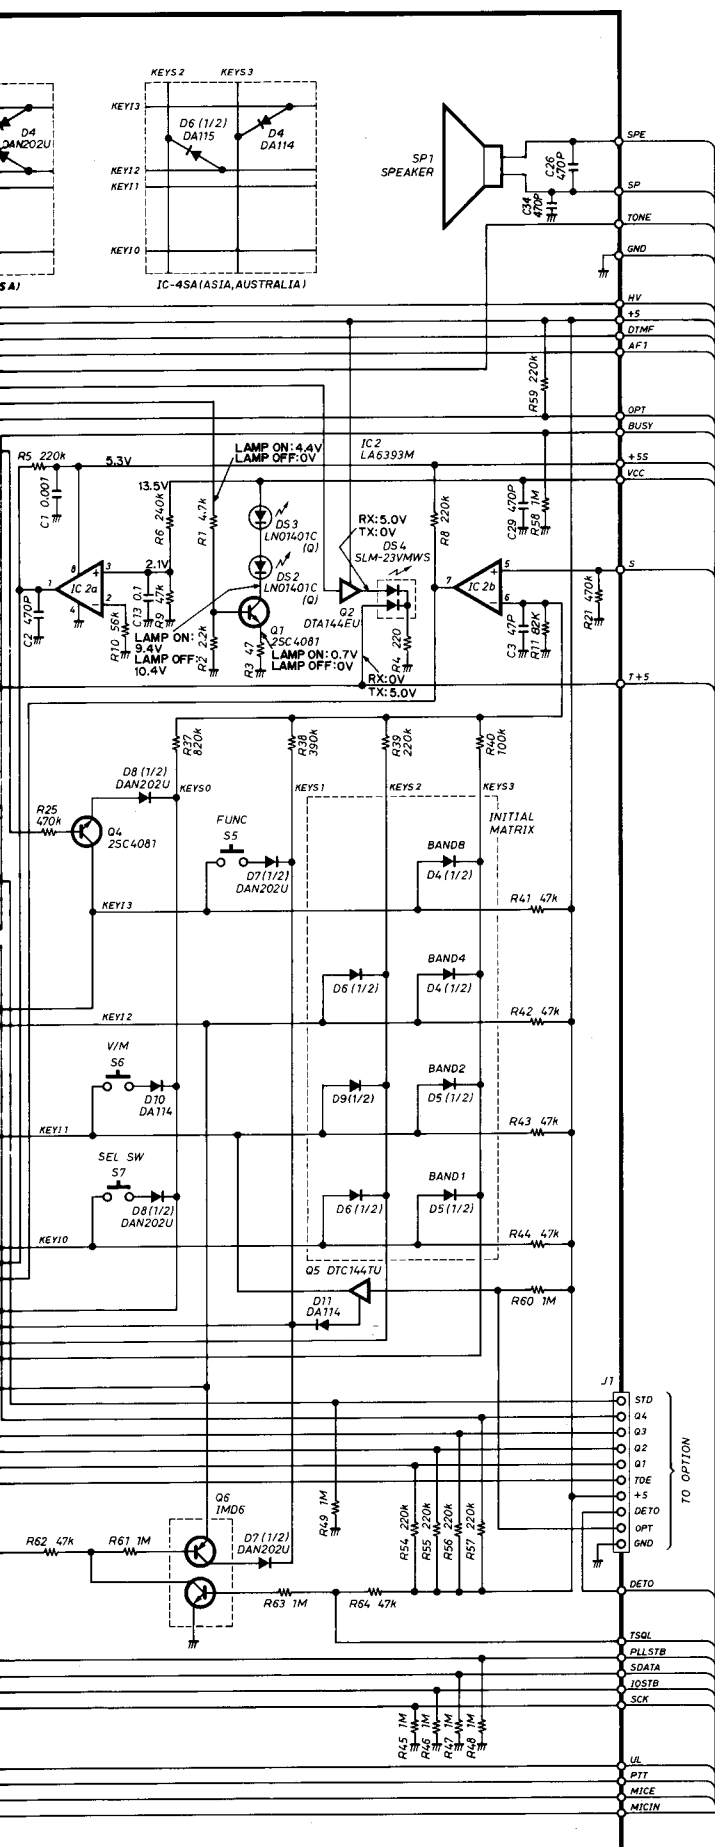 KEYS2 KEYS3
KEYI3
D4
DAN202U
D6 (1/2)
DA115
D4
DA114
KEYI2
KEYI1
KEYI0
SA)
IC-4SA (ASIA, AUSTRALIA)
SP1
SPEAKER
C26
470P
C34
470P
SPE
SP
TONE
GND
HV
+5
DTMF
AF1
R59 220k
OPT
BUSY
+5S
VCC
R5 220k
5.3V
C1 0.001
LAMP ON:4.4V
LAMP OFF:0V
IC2
LA6393M
13.5V
R6 240k
R1 4.7k
DS3
LN01401C
(Q)
DS2
LN01401C
(Q)
RX:5.0V
TX:0V
DS4
SLM-23VMWS
R8 220k
C29 470P
R58 1M
2.1V
8
3
1
IC 2a
2
4
C2 470P
R10 56k
C13 0.1
R9 47k
LAMP ON:
9.4V
LAMP OFF:
10.4V
R2 2.2k
Q1
2SC4081
R3 47
LAMP ON:0.7V
LAMP OFF:0V
Q2
DTA144EU
R4 220
RX:0V
TX:5.0V
7
IC 2b
5
6
C3 47P
R11 82K
R21 470k
S
T+5
R37
820k
R38
390k
R39
220k
R40
100k
D8 (1/2)
DAN202U
KEYS0
KEYS1
KEYS2
KEYS3
R25
470k
Q4
2SC4081
FUNC
S5
D7(1/2)
DAN202U
INITIAL
MATRIX
BAND8
D4 (1/2)
KEYI3
R41 47k
BAND4
D6 (1/2)
D4 (1/2)
KEYI2
R42 47k
V/M
S6
D10
DA114
BAND2
D9(1/2)
D5 (1/2)
KEYI1
R43 47k
SEL SW
S7
D8(1/2)
DAN202U
BAND1
D6 (1/2)
D5(1/2)
KEYI0
R44 47k
Q5 DTC144TU
D11
DA114
R60 1M
J1
STD
Q4
Q3
Q2
Q1
TOE
+5
DETO
OPT
GND
TO OPTION
Q6
IMD6
R62 47k
R61 1M
D7(1/2)
DAN202U
R49 1M
R54 220k
R55 220k
R56 220k
R57 220k
R63 1M
R64 47k
DETO
TSQL
PLLSTB
SDATA
IOSTB
SCK
R45 1M
R46 1M
R47 1M
R48 1M
UL
PTT
MICE
MICIN